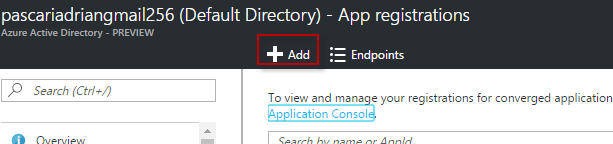 pascariadriangmail256 (Default Directory) - App registrations
Azure Active Directory - PREVIEW
Add
Endpoints
Search (Ctrl+/)
To view and manage your registrations for converged application
Application Console.
Overview
Search by name or AppId